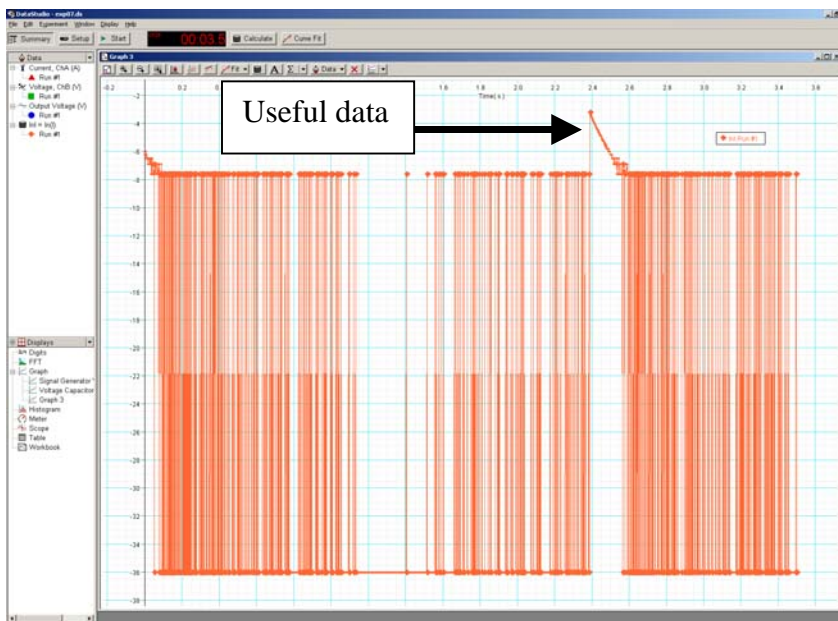 DataStudio - exp07.ds
File Edit Experiment Window Display Help
Summary Setup Start 00:03.5 Calculate Curve Fit
Data
Current, ChA (A)
Run #1
Voltage, ChB (V)
Run #1
Output Voltage (V)
Run #1
lnI = ln(I)
Run #1
Displays
Digits
FFT
Graph
Signal Generator
Voltage Capacitor
Graph 3
Histogram
Meter
Scope
Table
Workbook
Graph 3
Fit Σ Data
-0.2 0.2 1.6 1.8 2.0 2.2 2.4 2.6 2.8 3.0 3.2 3.4 3.6
Time( s )
Useful data
lnI Run #1
-2
-4
-6
-8
-10
-12
-14
-16
-18
-20
-22
-24
-26
-28
-30
-32
-34
-36
-38